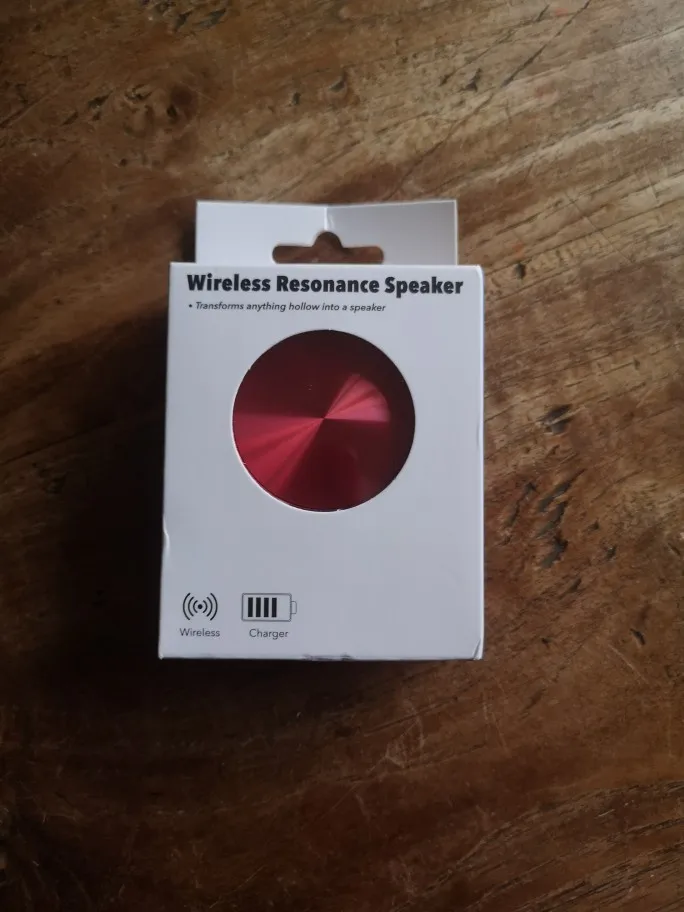 Wireless Resonance Speaker
• Transforms anything hollow into a speaker
Wireless Charger